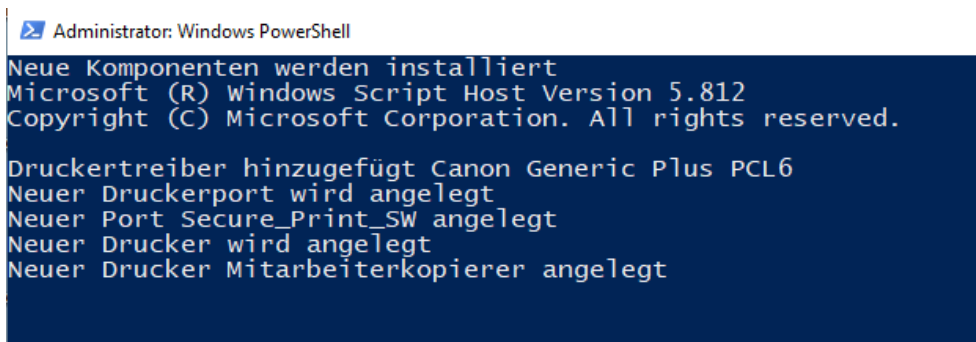 Administrator: Windows PowerShell
Neue Komponenten werden installiert
Microsoft (R) Windows Script Host Version 5.812
Copyright (C) Microsoft Corporation. All rights reserved.
Druckertreiber hinzugefügt Canon Generic Plus PCL6
Neuer Druckerport wird angelegt
Neuer Port Secure_Print_SW angelegt
Neuer Drucker wird angelegt
Neuer Drucker Mitarbeiterkopierer angelegt